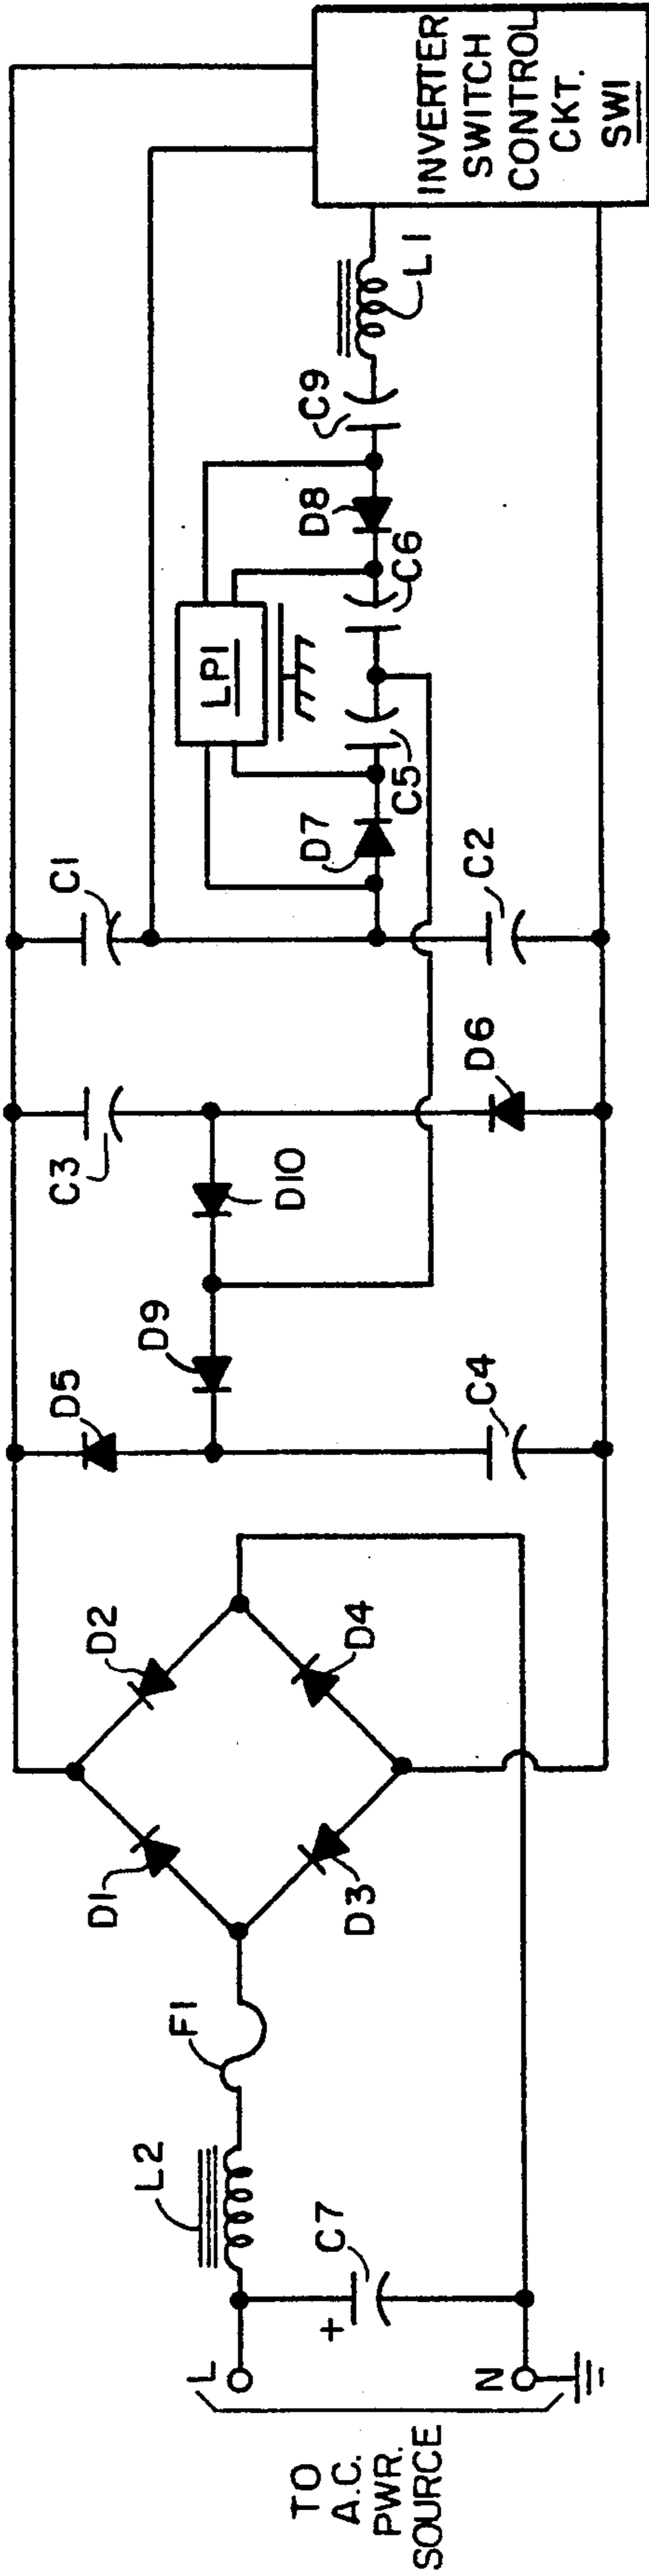 TO
A.C.
PWR.
SOURCE
L
N
+
C7
L2
F1
D1
D2
D3
D4
D5
D9
C4
C3
D10
D6
C1
C2
D7
C5
LP1
C6
D8
C9
L1
INVERTER
SWITCH
CONTROL
CKT.
SW1